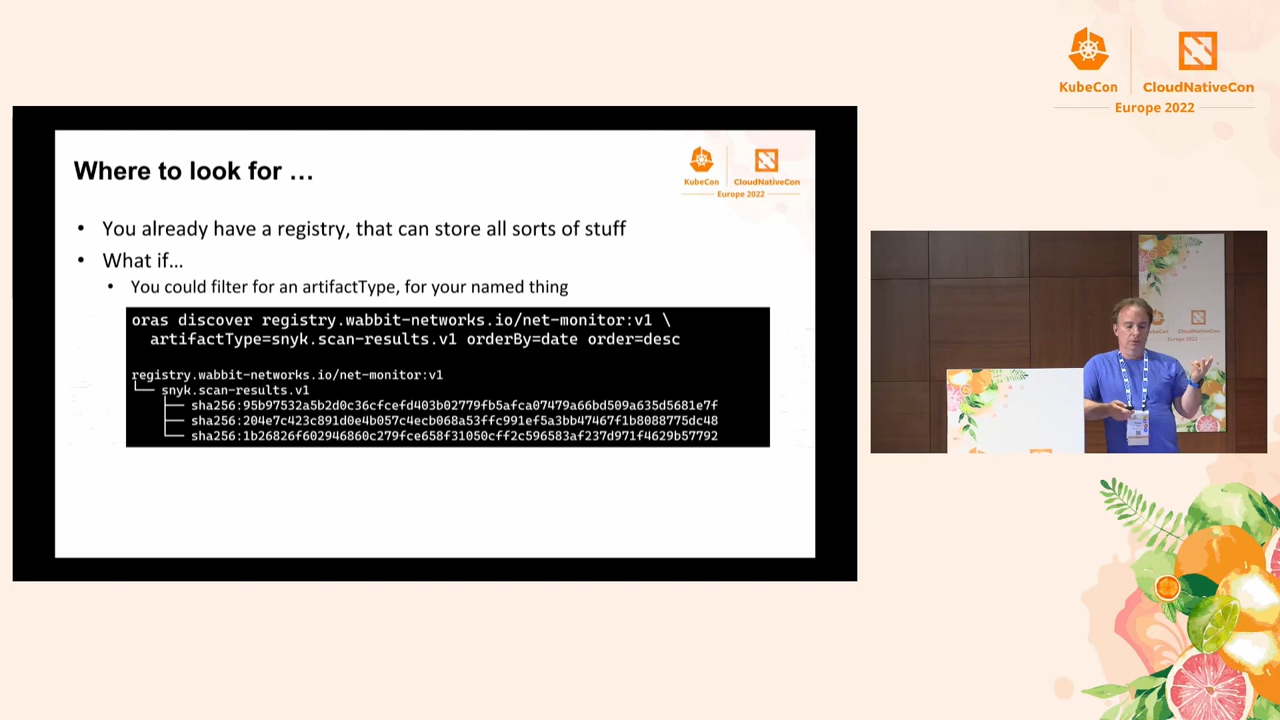 KubeCon
CloudNativeCon
Europe 2022
Where to look for …
KubeCon
CloudNativeCon
Europe 2022
• You already have a registry, that can store all sorts of stuff
• What if…
• You could filter for an artifactType, for your named thing
oras discover registry.wabbit-networks.io/net-monitor:v1 \
artifactType=snyk.scan-results.v1 orderBy=date order=desc
registry.wabbit-networks.io/net-monitor:v1
└── snyk.scan-results.v1
├── sha256:95b97532a5b2d0c36cfcefd403b02779fb5afca07479a66bd509a635d5681e7f
├── sha256:204e7c423c891d0e4b057c4ecb068a53ffc991ef5a3bb47467f1b8088775dc48
└── sha256:1b26826f602946860c279fce658f31050cff2c596583af237d971f4629b57792